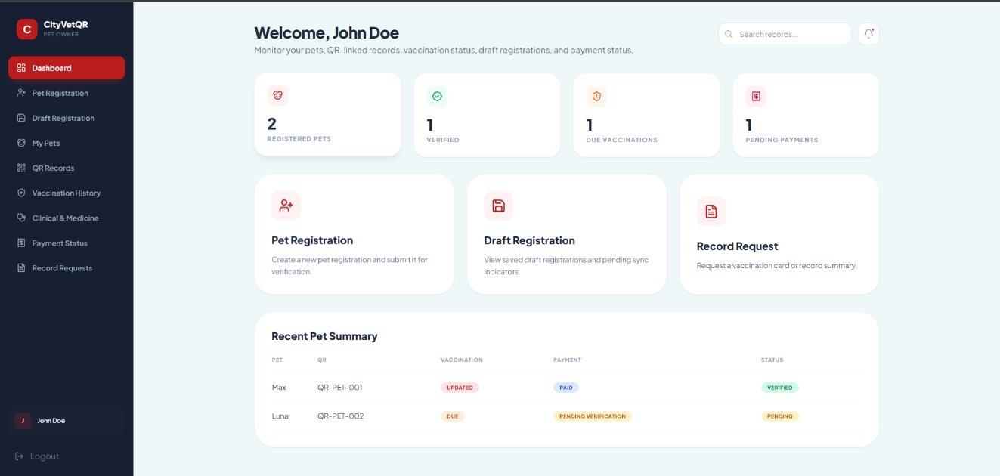 C
CityVetQR
PET OWNER
Dashboard
Pet Registration
Draft Registration
My Pets
QR Records
Vaccination History
Clinical & Medicine
Payment Status
Record Requests
J
John Doe
Logout
Welcome, John Doe
Monitor your pets, QR-linked records, vaccination status, draft registrations, and payment status.
Search records...
2
REGISTERED PETS
1
VERIFIED
1
DUE VACCINATIONS
1
PENDING PAYMENTS
Pet Registration
Create a new pet registration and submit it for
verification.
Draft Registration
View saved draft registrations and pending sync
indicators.
Record Request
Request a vaccination card or record summary.
Recent Pet Summary
PET QR VACCINATION PAYMENT STATUS
Max QR-PET-001 UPDATED PAID VERIFIED
Luna QR-PET-002 DUE PENDING VERIFICATION PENDING